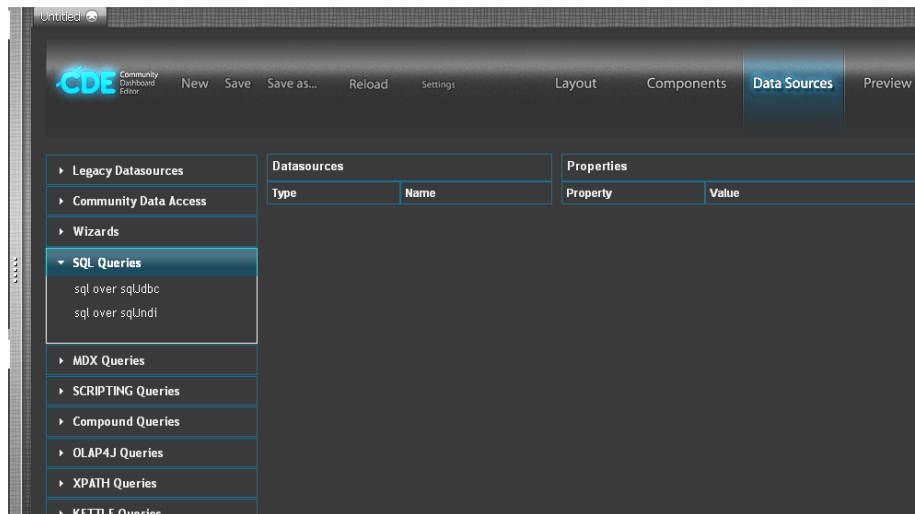 Untitled
CDE Community Dashboard Editor New Save Save as... Reload Settings Layout Components Data Sources Preview
Legacy Datasources
Community Data Access
Wizards
SQL Queries
sql over sqlJdbc
sql over sqlJndi
MDX Queries
SCRIPTING Queries
Compound Queries
OLAP4J Queries
XPATH Queries
KETTLE Queries
Datasources
Type Name
Properties
Property Value